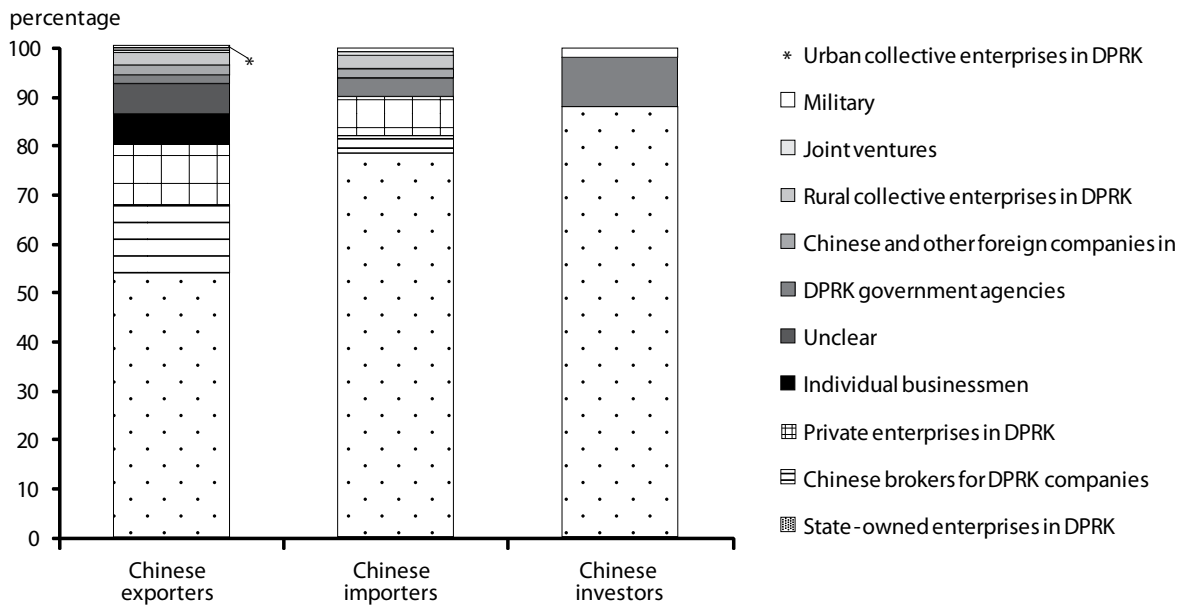 percentage
100
90
80
70
60
50
40
30
20
10
0
*
Chinese
exporters
Chinese
importers
Chinese
investors
* Urban collective enterprises in DPRK
Military
Joint ventures
Rural collective enterprises in DPRK
Chinese and other foreign companies in
DPRK government agencies
Unclear
Individual businessmen
Private enterprises in DPRK
Chinese brokers for DPRK companies
State-owned enterprises in DPRK